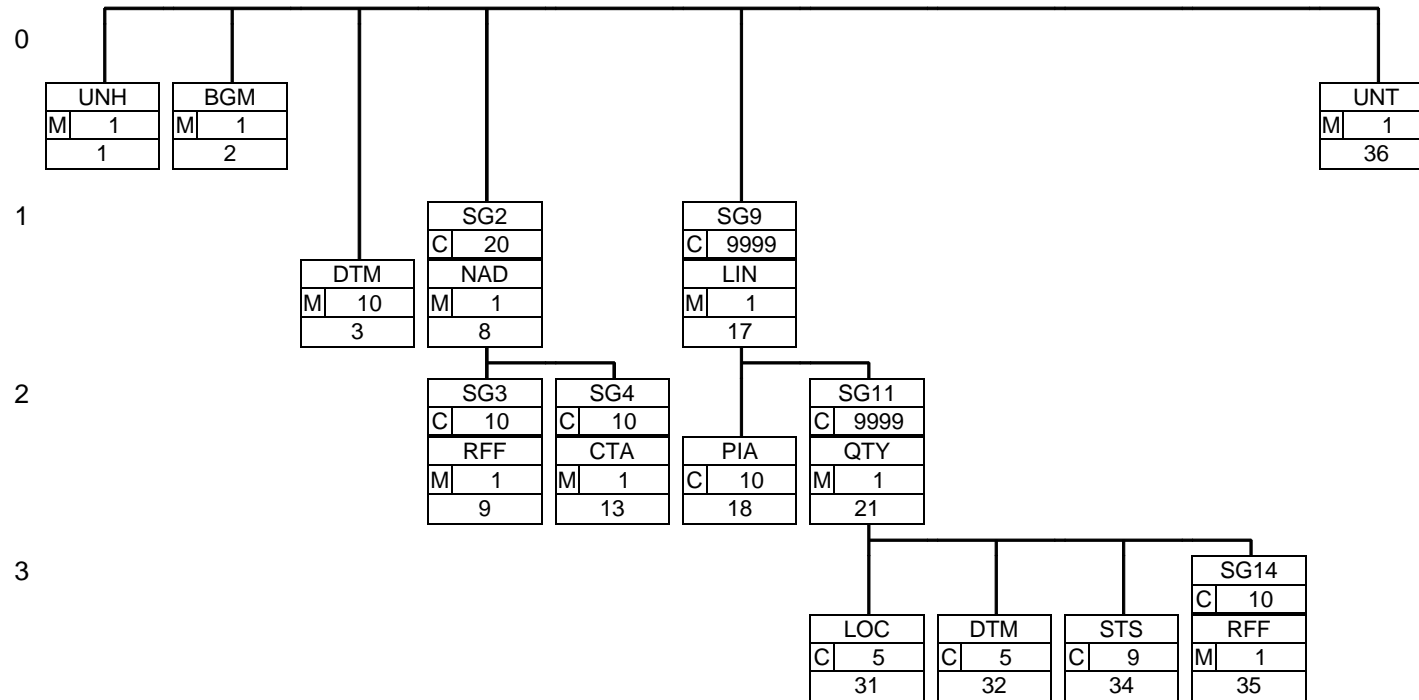 0
UNH BGM UNT
M 1 M 1 M 1
1 2 36
1
SG2 SG9
C 20 C 9999
DTM NAD LIN
M 10 M 1 M 1
3 8 17
2
SG3 SG4 SG11
C 10 C 10 C 9999
RFF CTA PIA QTY
M 1 M 1 C 10 M 1
9 13 18 21
3
SG14
C 10
LOC DTM STS RFF
C 5 C 5 C 9 M 1
31 32 34 35